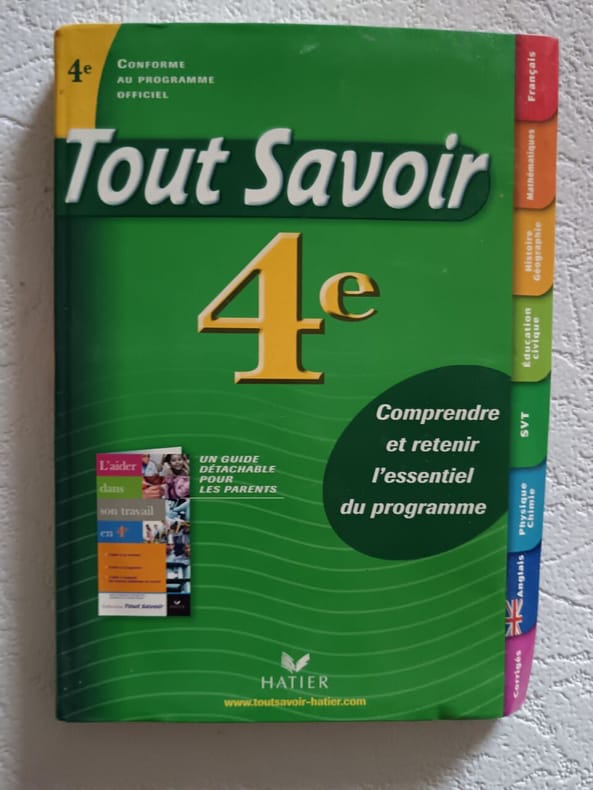 4e
CONFORME
AU PROGRAMME
OFFICIEL
Tout Savoir
4e
Comprendre
et retenir
l'essentiel
du programme
UN GUIDE
DÉTACHABLE
POUR
LES PARENTS
L'aider
dans
son travail
en 4e
Tout Savoir
HATIER
www.toutsavoir-hatier.com
Français
Mathématiques
Histoire
Géographie
Éducation
civique
SVT
Physique
Chimie
Anglais
Corrigés